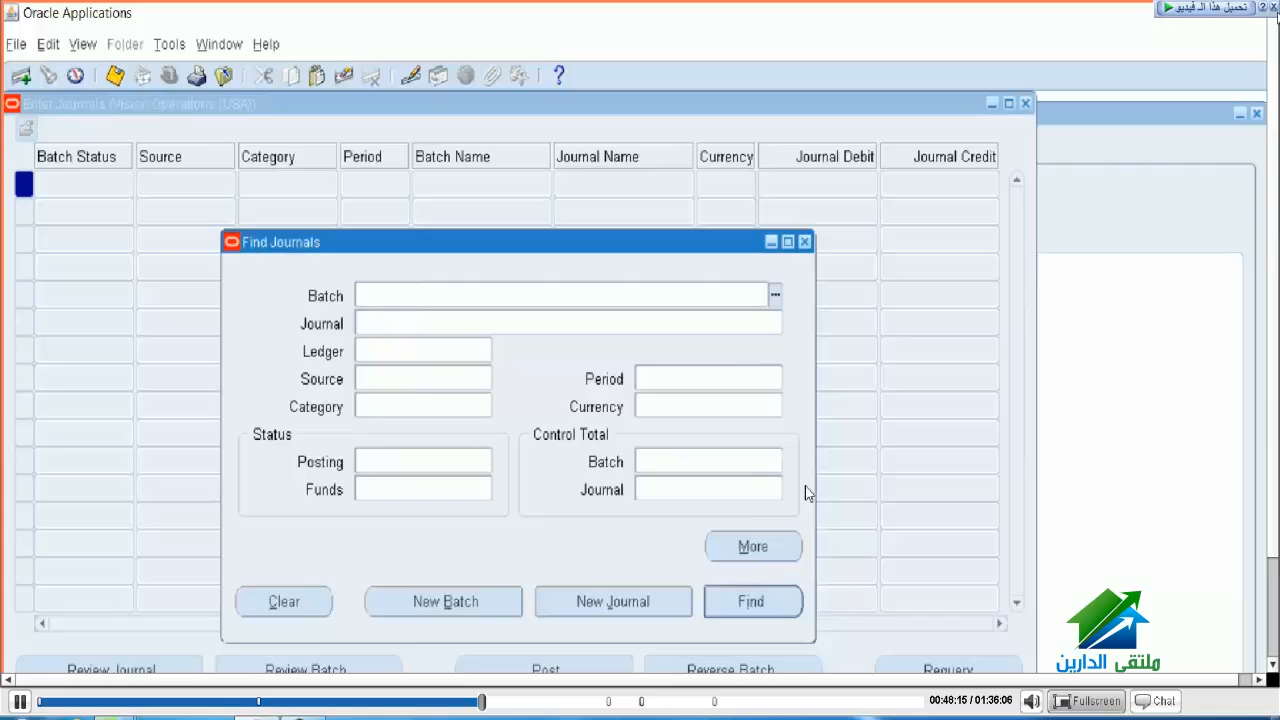 Oracle Applications
تحميل هذا الـ فيديو
File Edit View Folder Tools Window Help
Enter Journals (Vision Operations (USA))
Batch Status Source Category Period Batch Name Journal Name Currency Journal Debit Journal Credit
Find Journals
Batch
Journal
Ledger
Source Period
Category Currency
Status Control Total
Posting Batch
Funds Journal
More
Clear New Batch New Journal Find
Review Journal Review Batch Post Reverse Batch Requery
ملتقى الدارين
0 0 0 00:48:15 / 01:36:06 Fullscreen Chat